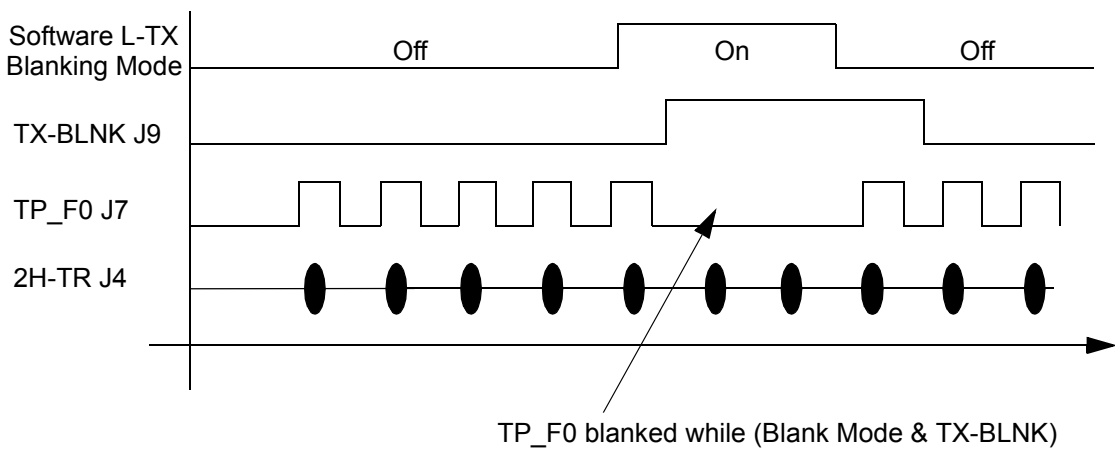 Software L-TX
Blanking Mode
Off
On
Off
TX-BLNK J9
TP_F0 J7
2H-TR J4
TP_F0 blanked while (Blank Mode & TX-BLNK)